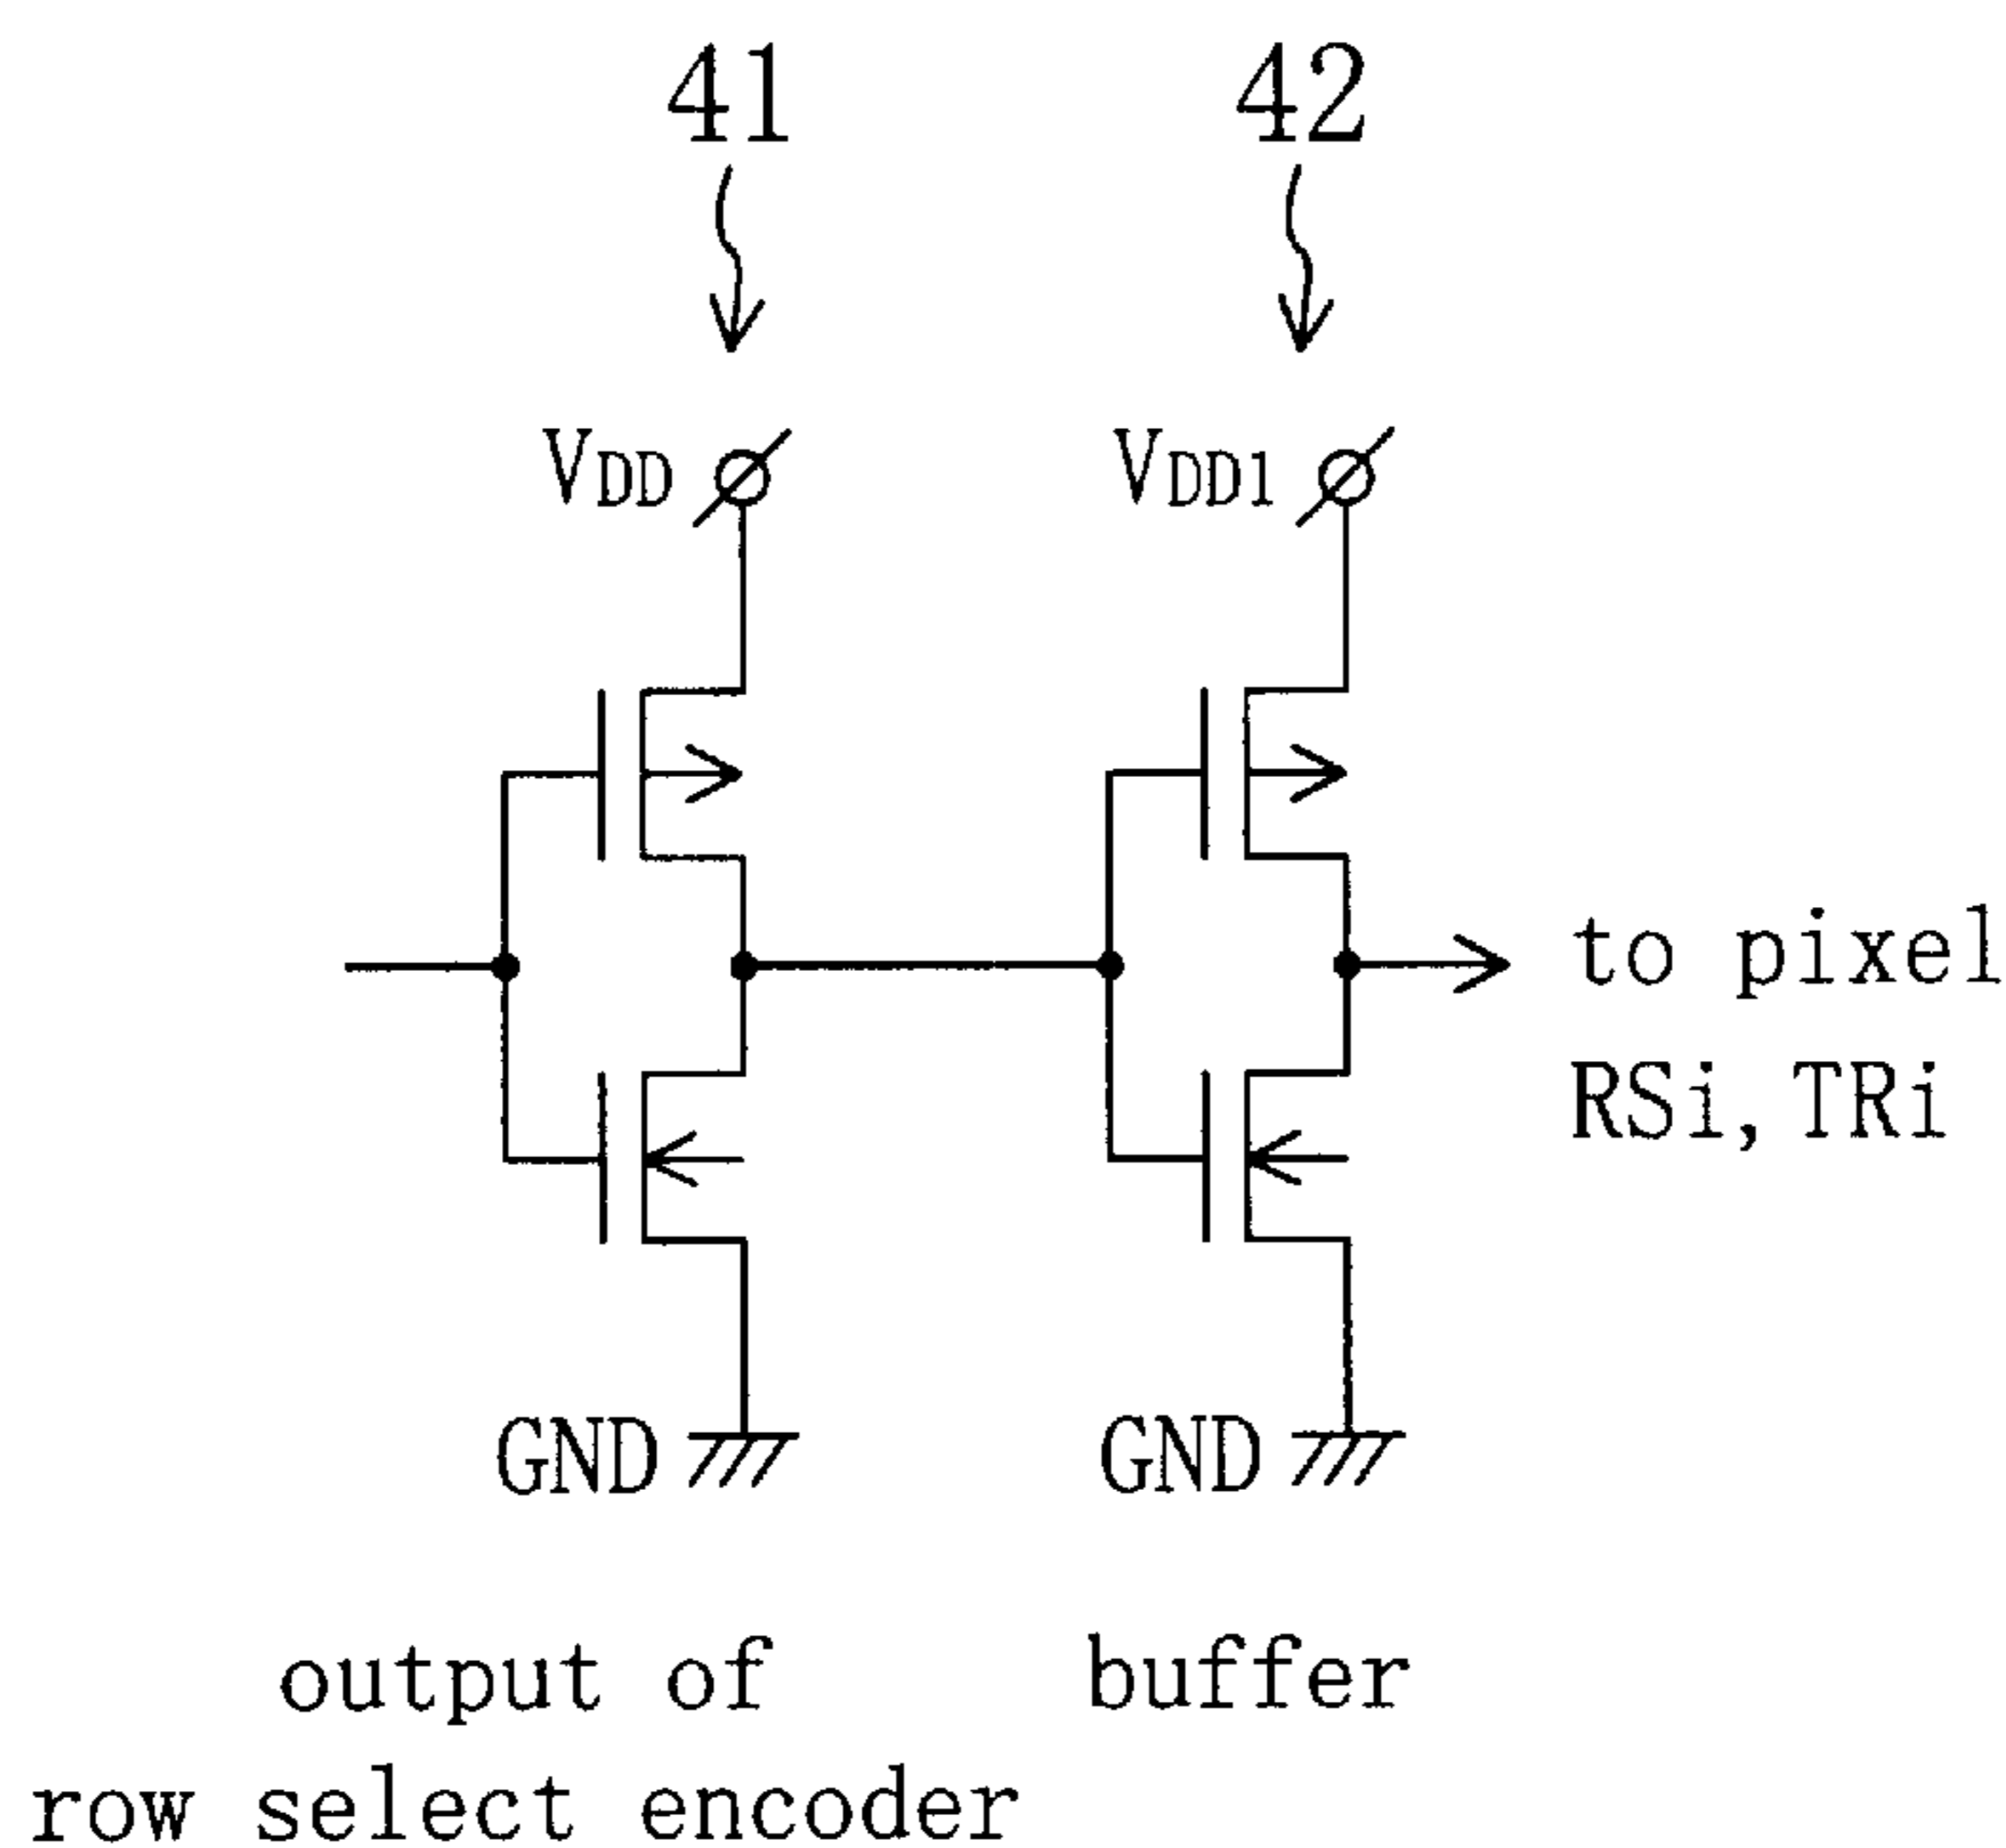 41
42
VDD
VDD1
to pixel
RSi,TRi
GND
GND
output of
row select encoder
buffer